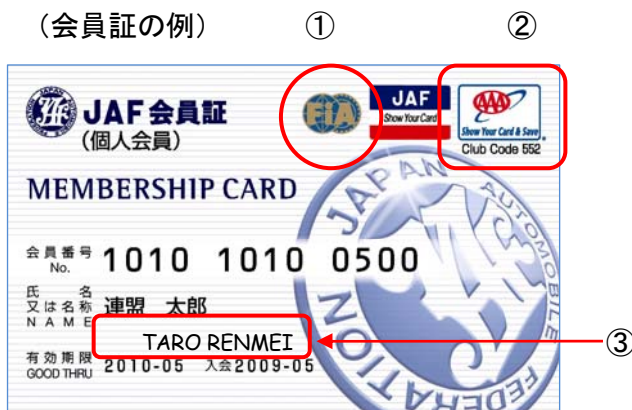 （会員証の例） ① ②
JAF会員証
（個人会員）
FiA
JAF
Show Your Card
AAA
Show Your Card & Save
Club Code 552
MEMBERSHIP CARD
会員番号 No. 1010 1010 0500
氏名又は名称 NAME 連盟 太郎
TARO RENMEI ③
有効期限 GOOD THRU 2010-05 入会2009-05
JAPAN AUTOMOBILE FEDERATION